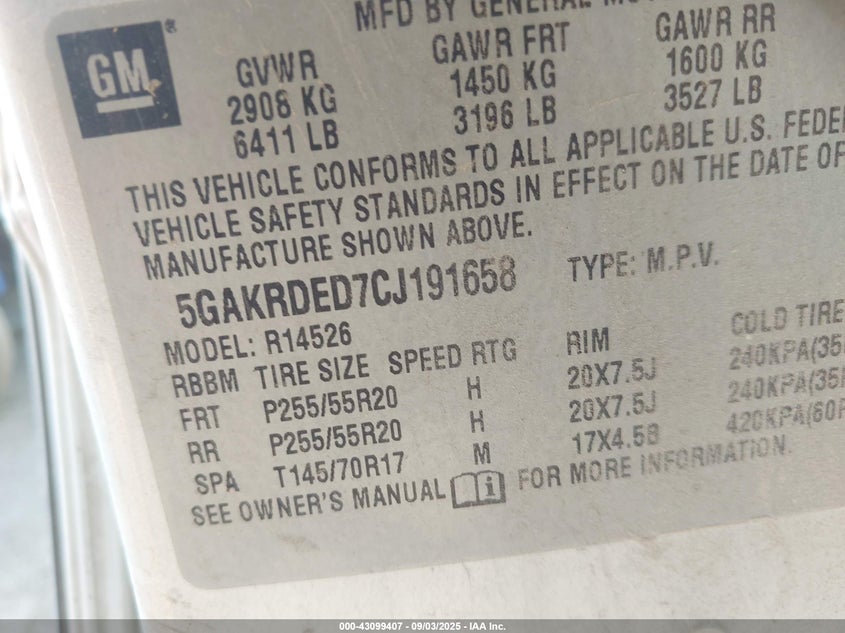 MFD BY GENERAL
GM®
GVWR GAWR FRT GAWR RR
2908 KG 1450 KG 1600 KG
6411 LB 3196 LB 3527 LB
THIS VEHICLE CONFORMS TO ALL APPLICABLE U.S. FEDE
VEHICLE SAFETY STANDARDS IN EFFECT ON THE DATE OF
MANUFACTURE SHOWN ABOVE.
5GAKRDED7CJ191658 TYPE: M.P.V.
MODEL: R14526
RBBM TIRE SIZE SPEED RTG RIM COLD TIRE
FRT P255/55R20 H 20X7.5J 240KPA(35
RR P255/55R20 H 20X7.5J 240KPA(35
SPA T145/70R17 M 17X4.5B 420KPA(60
SEE OWNER'S MANUAL i FOR MORE INFORMATION.
000-43099407 - 09/03/2025 - IAA Inc.